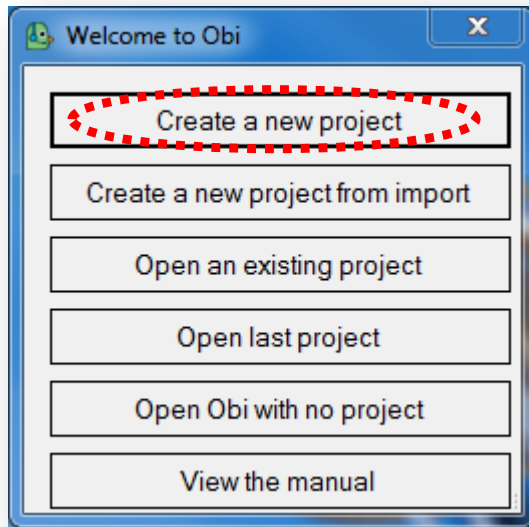 Welcome to Obi
X
Create a new project
Create a new project from import
Open an existing project
Open last project
Open Obi with no project
View the manual